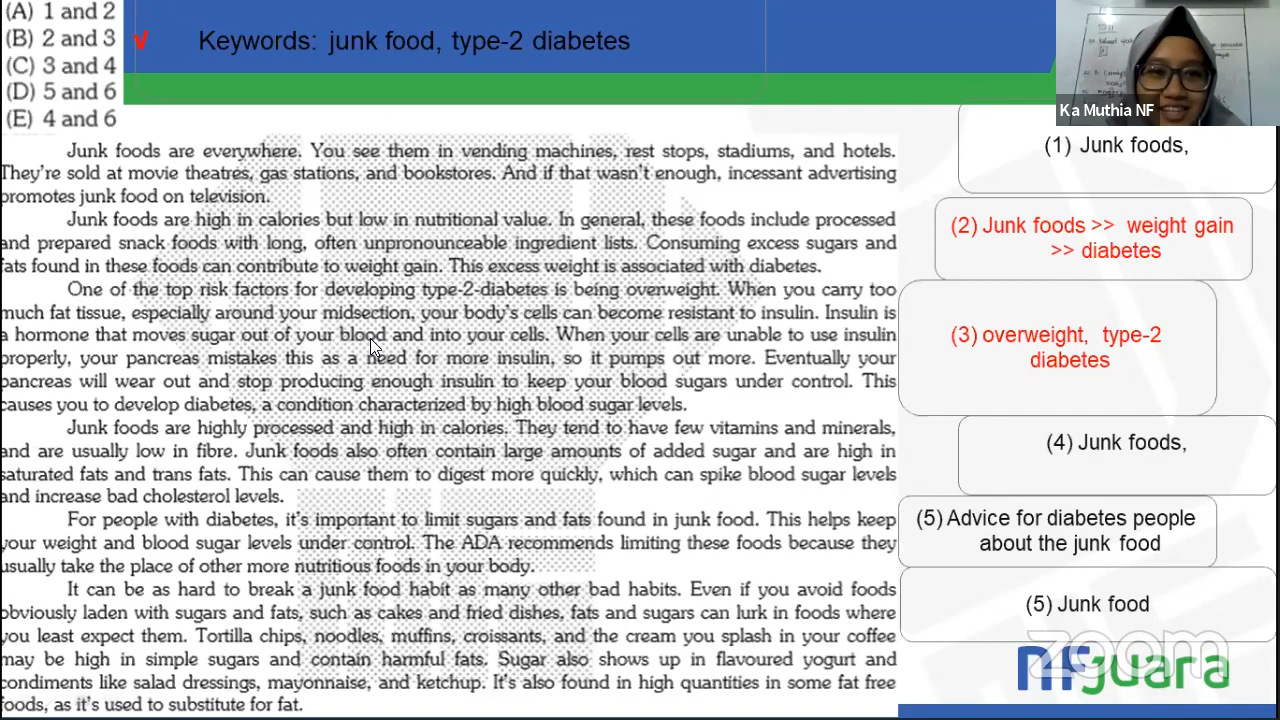 (A) 1 and 2
(B) 2 and 3
(C) 3 and 4
(D) 5 and 6
(E) 4 and 6
√
Keywords: junk food, type-2 diabetes
Ka Muthia NF
Junk foods are everywhere. You see them in vending machines, rest stops, stadiums, and hotels.
They're sold at movie theatres, gas stations, and bookstores. And if that wasn't enough, incessant advertising
promotes junk food on television.
Junk foods are high in calories but low in nutritional value. In general, these foods include processed
and prepared snack foods with long, often unpronounceable ingredient lists. Consuming excess sugars and
fats found in these foods can contribute to weight gain. This excess weight is associated with diabetes.
One of the top risk factors for developing type-2-diabetes is being overweight. When you carry too
much fat tissue, especially around your midsection, your body's cells can become resistant to insulin. Insulin is
a hormone that moves sugar out of your blood and into your cells. When your cells are unable to use insulin
properly, your pancreas mistakes this as a need for more insulin, so it pumps out more. Eventually your
pancreas will wear out and stop producing enough insulin to keep your blood sugars under control. This
causes you to develop diabetes, a condition characterized by high blood sugar levels.
Junk foods are highly processed and high in calories. They tend to have few vitamins and minerals,
and are usually low in fibre. Junk foods also often contain large amounts of added sugar and are high in
saturated fats and trans fats. This can cause them to digest more quickly, which can spike blood sugar levels
and increase bad cholesterol levels.
For people with diabetes, it's important to limit sugars and fats found in junk food. This helps keep
your weight and blood sugar levels under control. The ADA recommends limiting these foods because they
usually take the place of other more nutritious foods in your body.
It can be as hard to break a junk food habit as many other bad habits. Even if you avoid foods
obviously laden with sugars and fats, such as cakes and fried dishes, fats and sugars can lurk in foods where
you least expect them. Tortilla chips, noodles, muffins, croissants, and the cream you splash in your coffee
may be high in simple sugars and contain harmful fats. Sugar also shows up in flavoured yogurt and
condiments like salad dressings, mayonnaise, and ketchup. It's also found in high quantities in some fat free
foods, as it's used to substitute for fat.
(1) Junk foods,
(2) Junk foods >> weight gain
>> diabetes
(3) overweight, type-2
diabetes
(4) Junk foods,
(5) Advice for diabetes people
about the junk food
(5) Junk food
zoom
nfguara